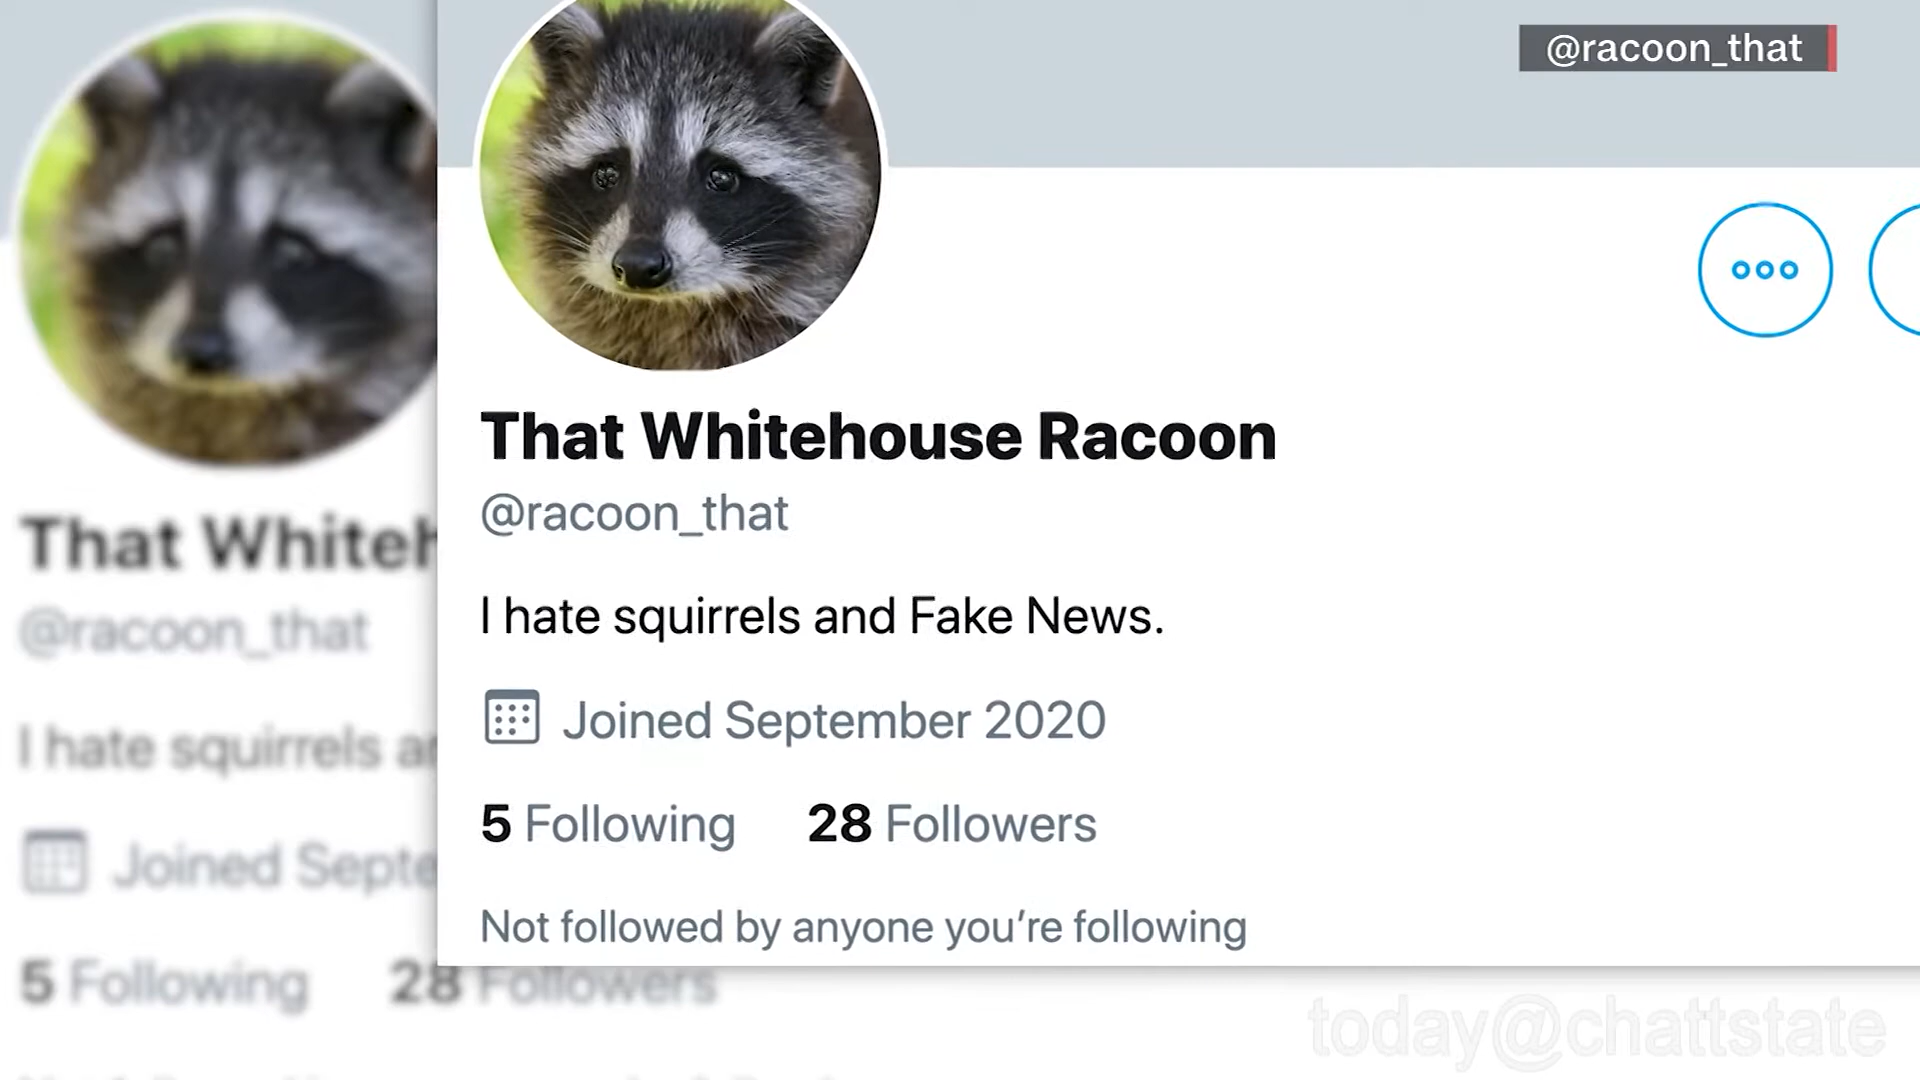 @racoon_that
That Whitehouse Racoon
@racoon_that
I hate squirrels and Fake News.
Joined September 2020
5 Following 28 Followers
Not followed by anyone you’re following
That Whiteh
@racoon_that
I hate squirrels a
Joined Septe
5 Following 28 Followers
today@chattstate